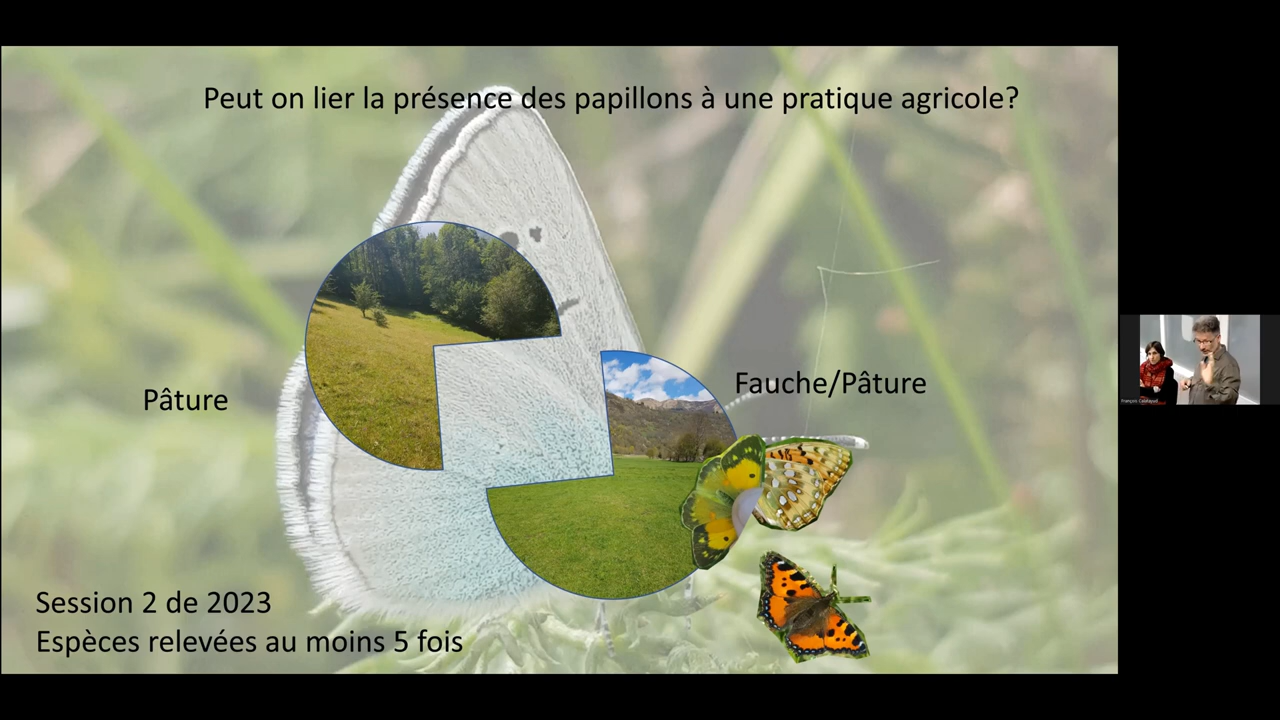 Peut on lier la présence des papillons à une pratique agricole?
Fauche/Pâture
Pâture
Session 2 de 2023
Espèces relevées au moins 5 fois